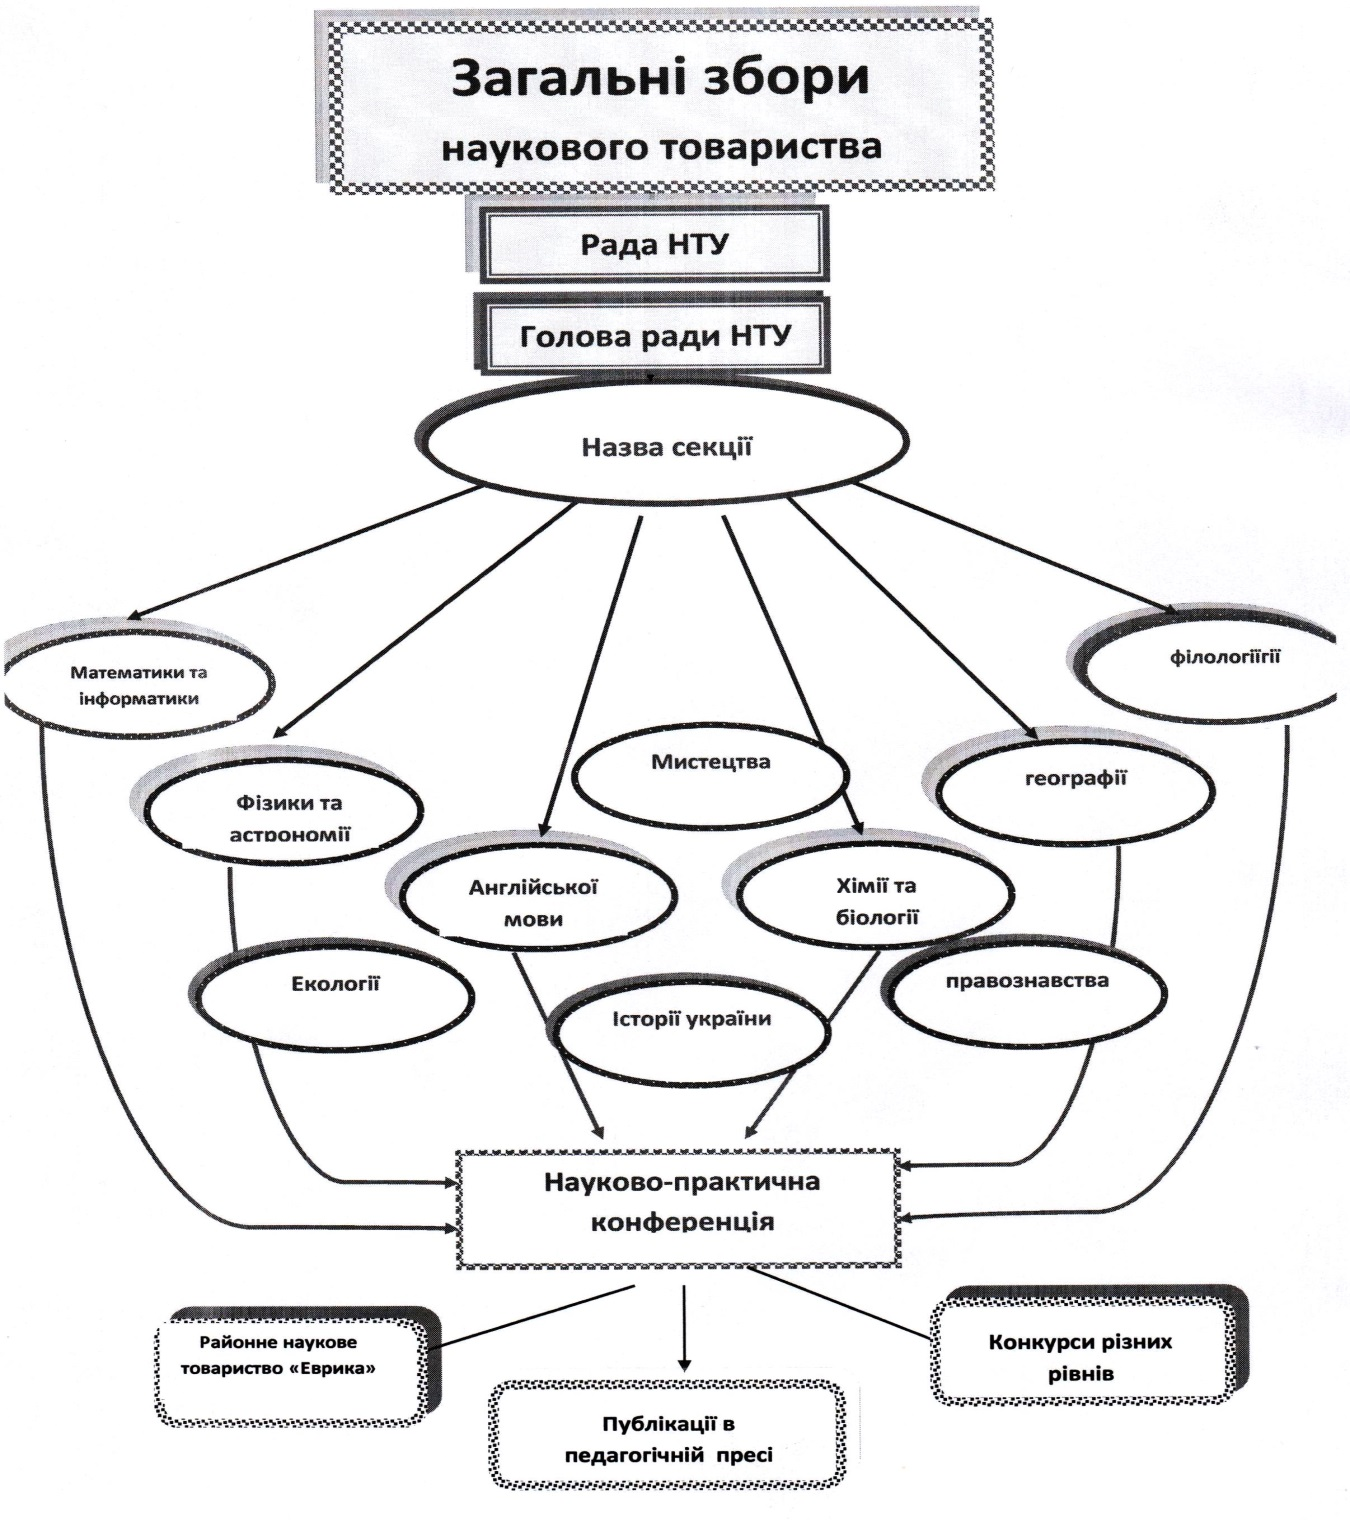 Загальні збори
наукового товариства
Рада НТУ
Голова ради НТУ
Назва секції
Математики та
інформатики
філологіїгії
Фізики та
астрономії
Мистецтва
географії
Англійської
мови
Хімії та
біології
Екології
Історії україни
правознавства
Науково-практична
конференція
Районне наукове
товариство «Еврика»
Публікації в
педагогічній пресі
Конкурси різних
рівнів